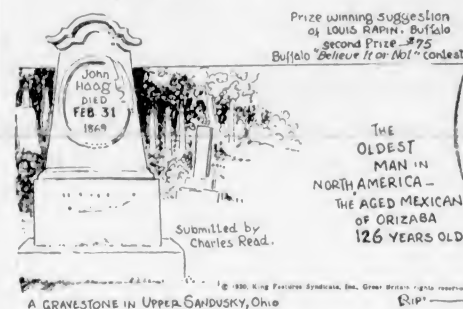 Prize winning suggestion
of LOUIS RAPIN. Buffalo
second Prize $75
Buffalo "Believe It or Not" contest
John
HAAG
DIED
FEB. 31
1869
THE
OLDEST
MAN IN
NORTH AMERICA—
THE AGED MEXICAN
OF ORIZABA
126 YEARS OLD
Submitted by
Charles Read.
© 1930, King Features Syndicate, Inc. Great Britain rights reserved
A GRAVESTONE IN UPPER SANDUSKY, Ohio
RIP'